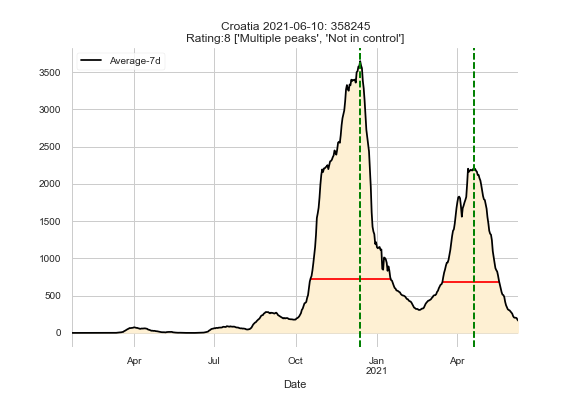 Croatia 2021-06-10: 358245
Rating:8 ['Multiple peaks', 'Not in control']
Average-7d
3500
3000
2500
2000
1500
1000
500
0
Apr Jul Oct Jan Apr
2021
Date